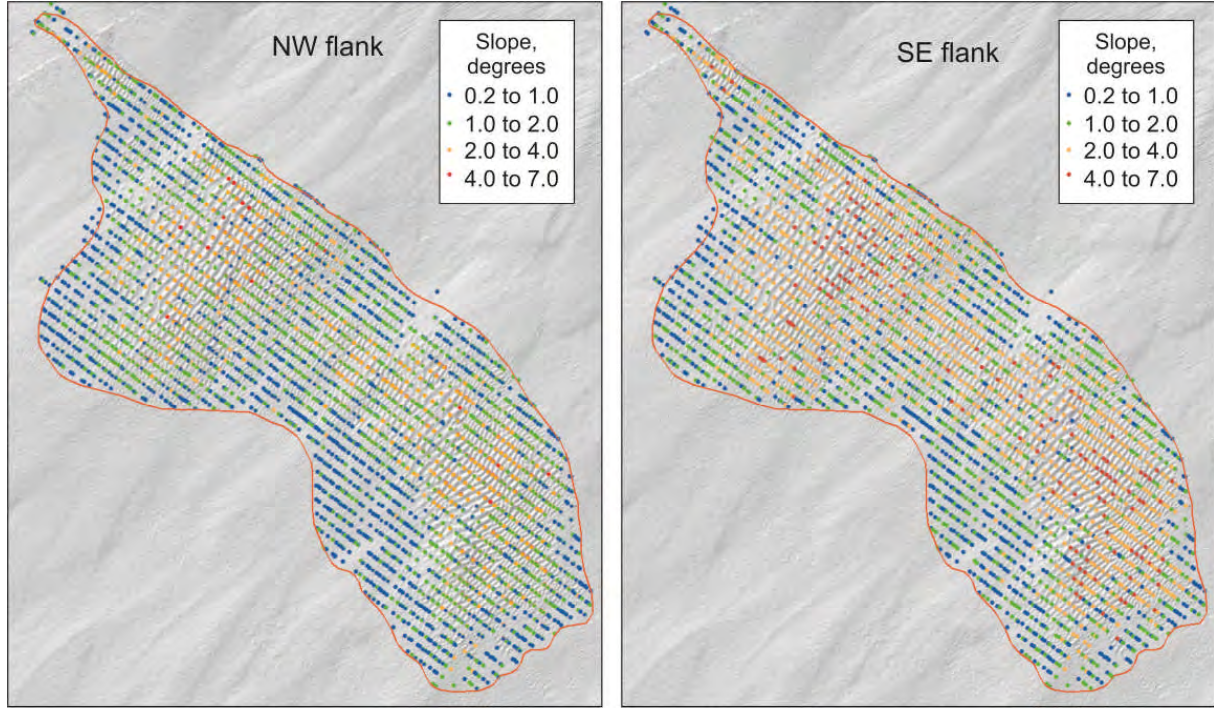 NW flank
Slope,
degrees
0.2 to 1.0
1.0 to 2.0
2.0 to 4.0
4.0 to 7.0
SE flank
Slope,
degrees
0.2 to 1.0
1.0 to 2.0
2.0 to 4.0
4.0 to 7.0